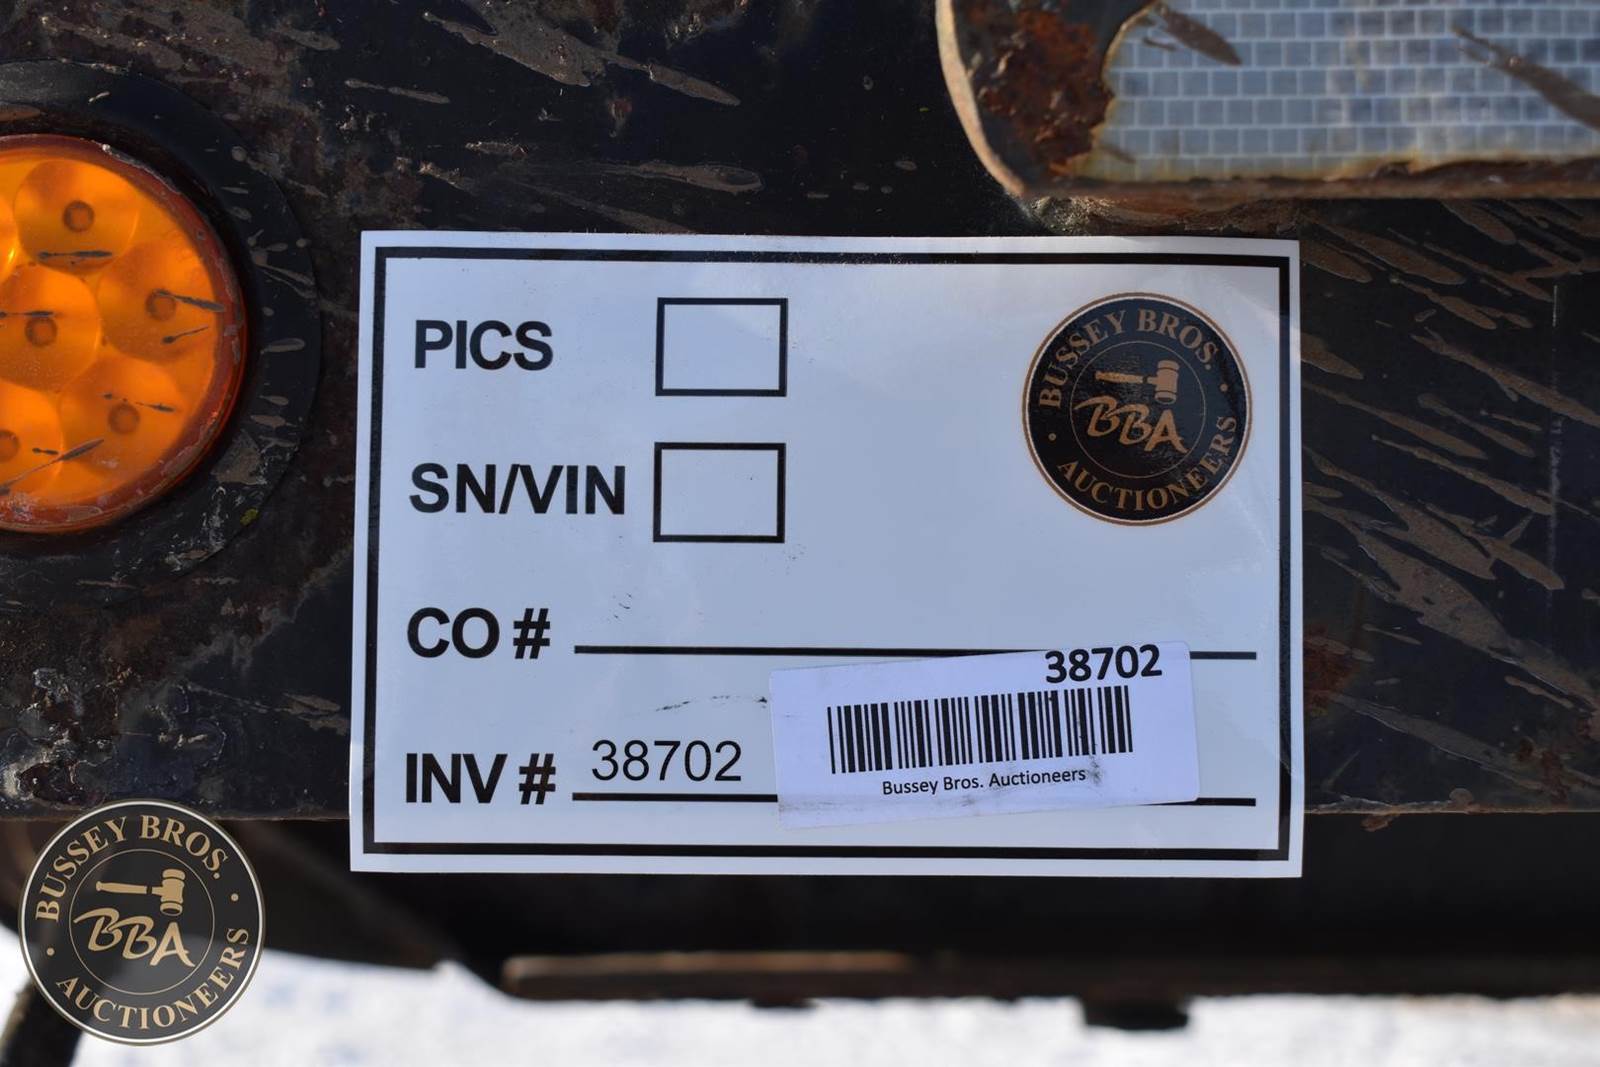 PICS
BUSSEY BROS.
BBA
AUCTIONEERS
SN/VIN
CO #
38702
INV # 38702
Bussey Bros. Auctioneers
BUSSEY BROS.
BBA
AUCTIONEERS